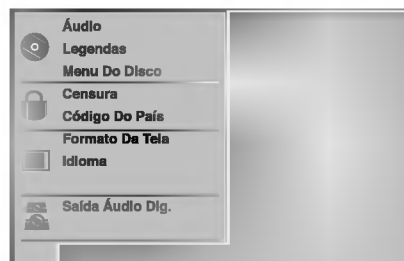 Áudio
Legendas
Menu Do Disco
Censura
Código Do País
Formato Da Tela
Idioma
Saída Áudio Dig.